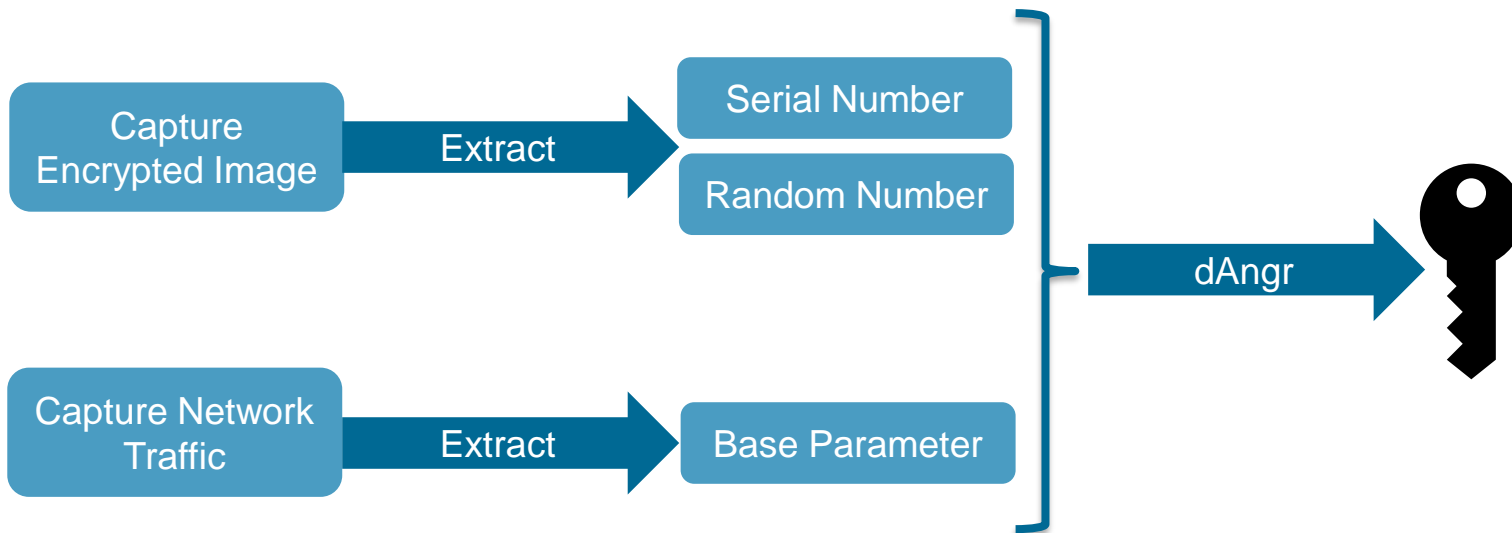 Capture
Encrypted Image
Extract
Serial Number
Random Number
dAngr
Capture Network
Traffic
Extract
Base Parameter